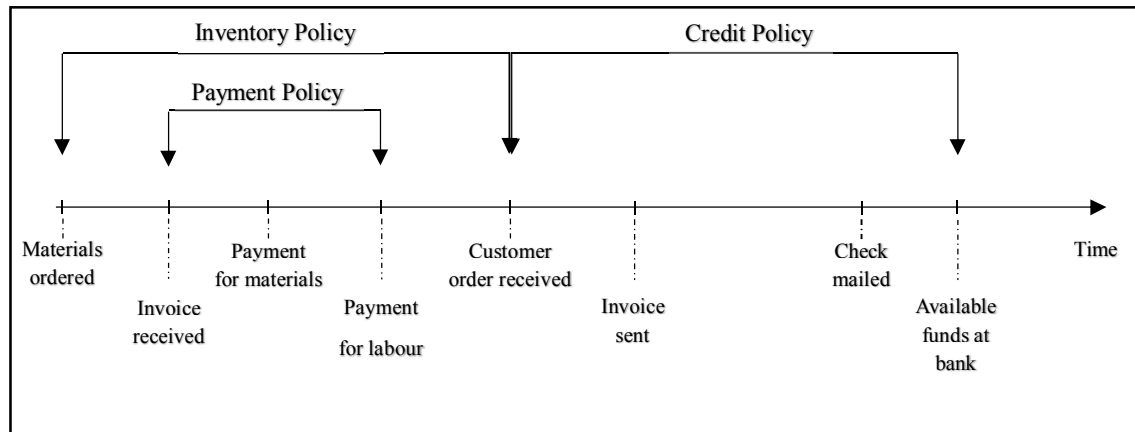 Inventory Policy
Credit Policy
Payment Policy
Materials
ordered
Invoice
received
Payment
for materials
Payment
for labour
Customer
order received
Invoice
sent
Check
mailed
Available
funds at
bank
Time